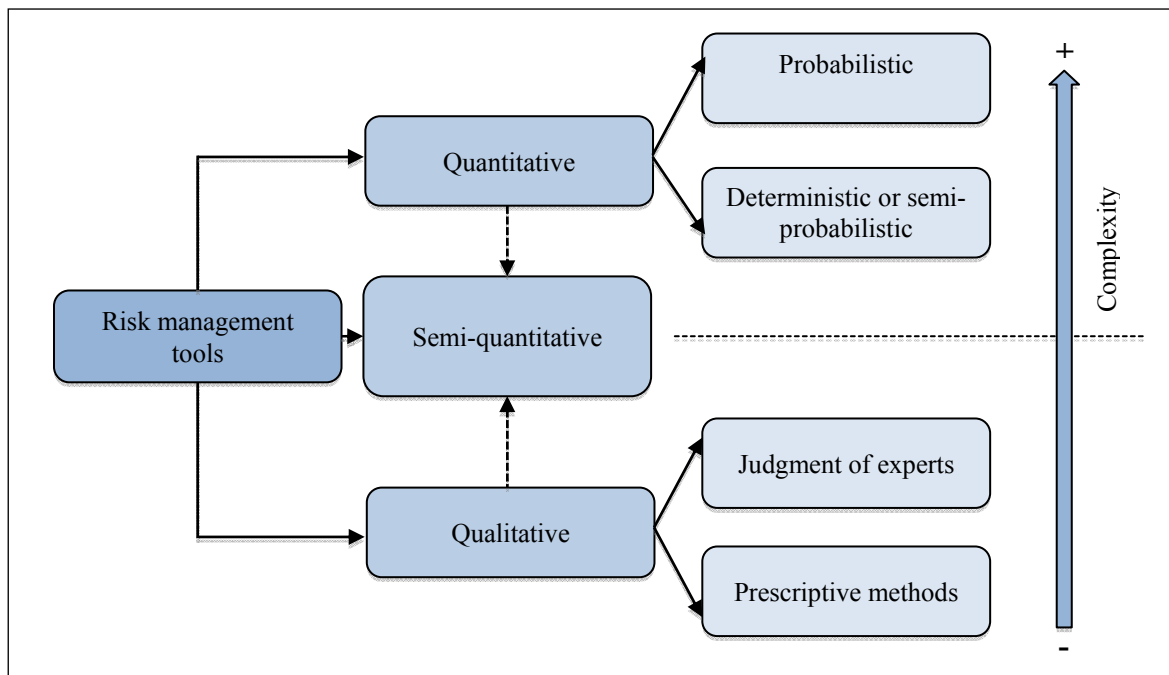 Probabilistic
+
Quantitative
Deterministic or semi-
probabilistic
Complexity
Risk management
tools
Semi-quantitative
Judgment of experts
Qualitative
Prescriptive methods
-